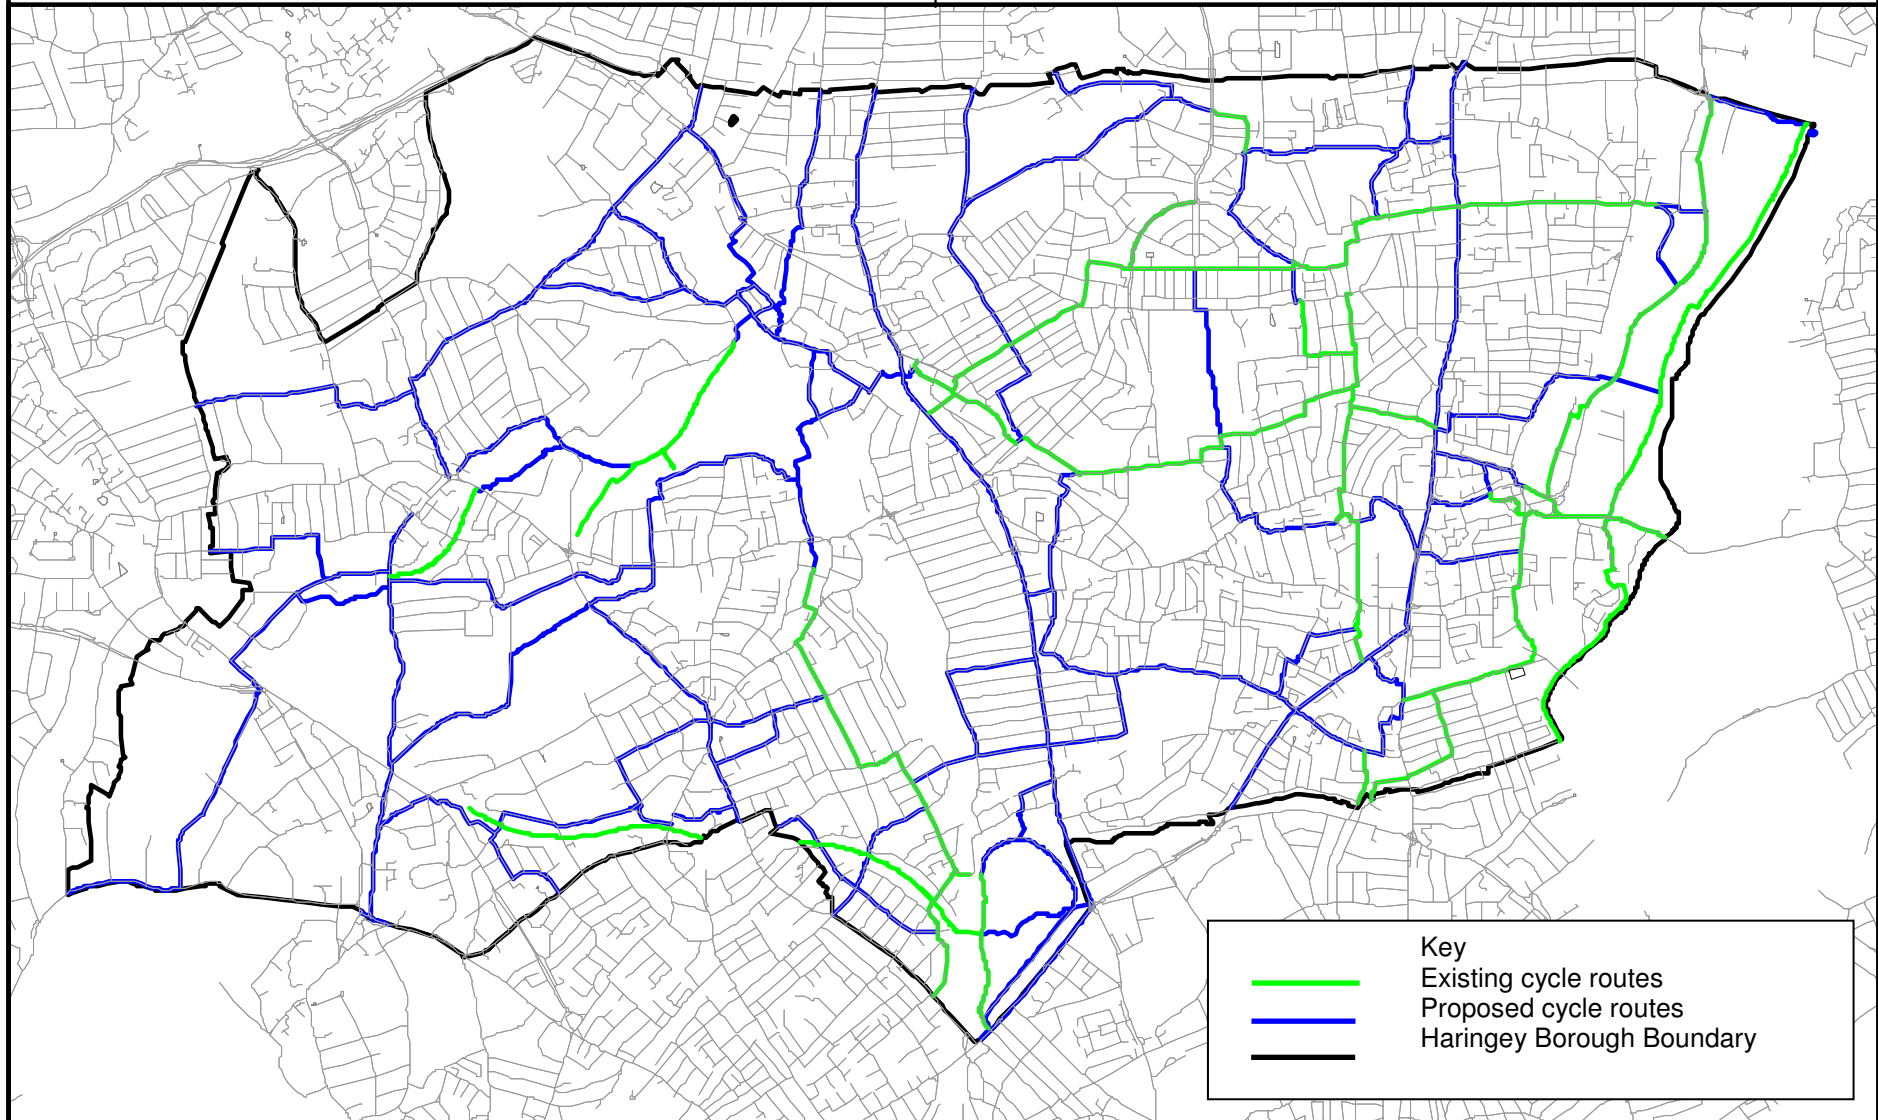 Key
Existing cycle routes
Proposed cycle routes
Haringey Borough Boundary